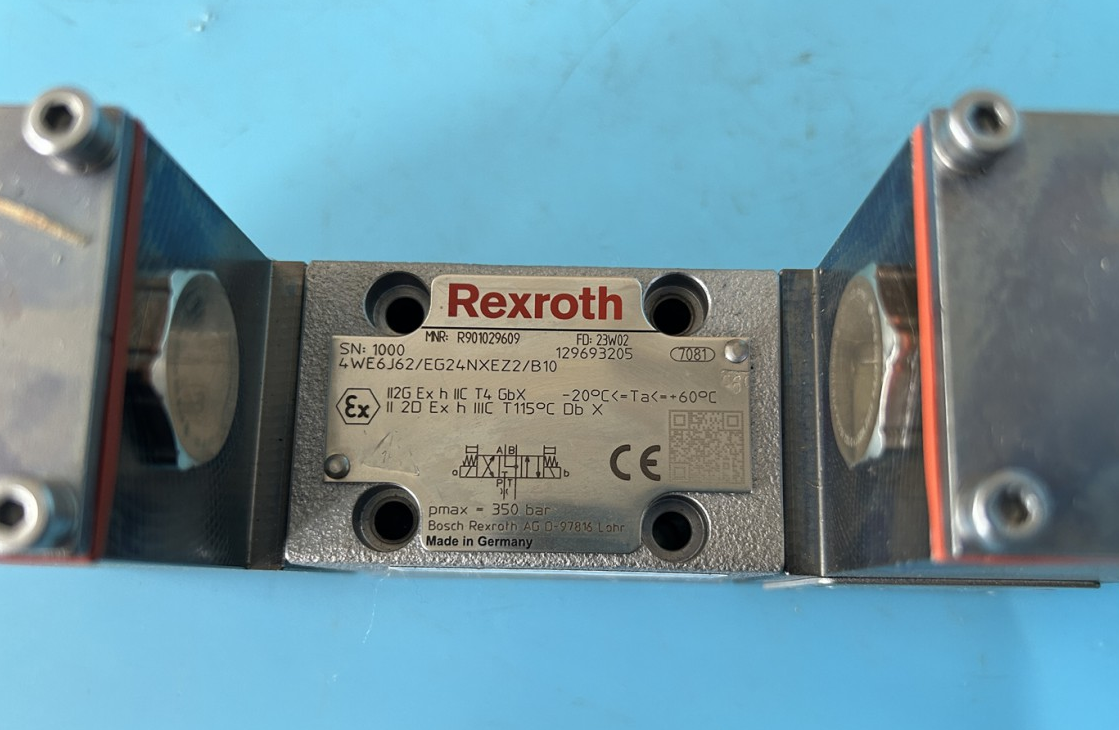 Rexroth
MNR: R901029609 FD: 23W02
SN: 1000 129693205 7081
4WE6J62/EG24NXEZ2/B10
Ex II2G Ex h IIC T4 GbX -20°C<=Ta<=+60°C
II 2D Ex h IIIC T115°C Db X
A B
a b
P T
CE
pmax = 350 bar
Bosch Rexroth AG D-97816 Lohr
Made in Germany